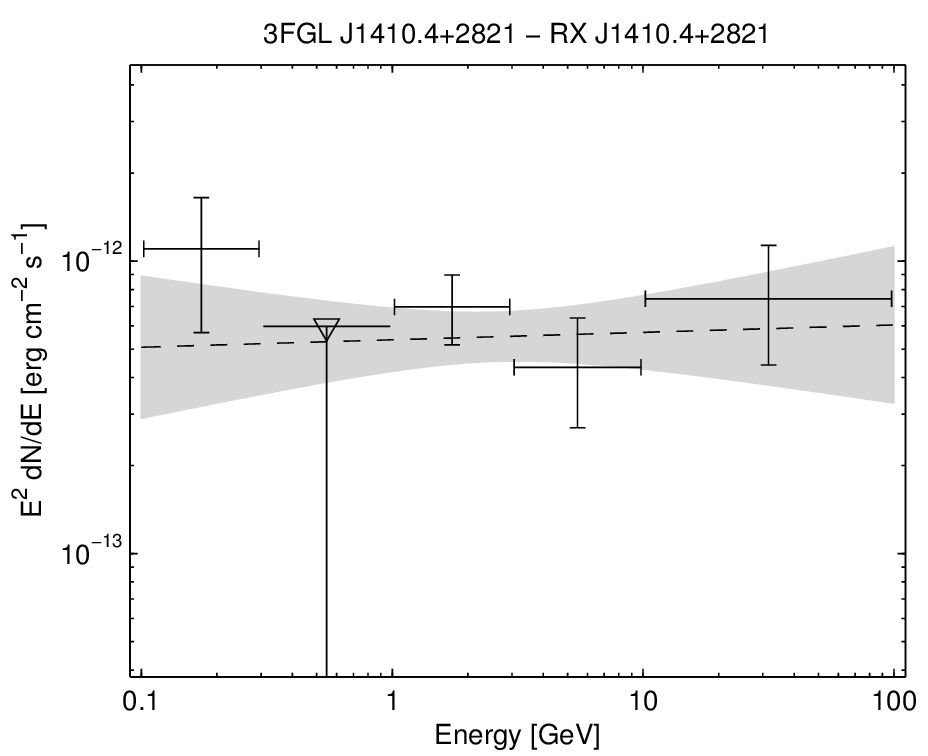 3FGL J1410.4+2821 − RX J1410.4+2821
E² dN/dE [erg cm⁻² s⁻¹]
10⁻¹²
10⁻¹³
0.1 1 10 100
Energy [GeV]